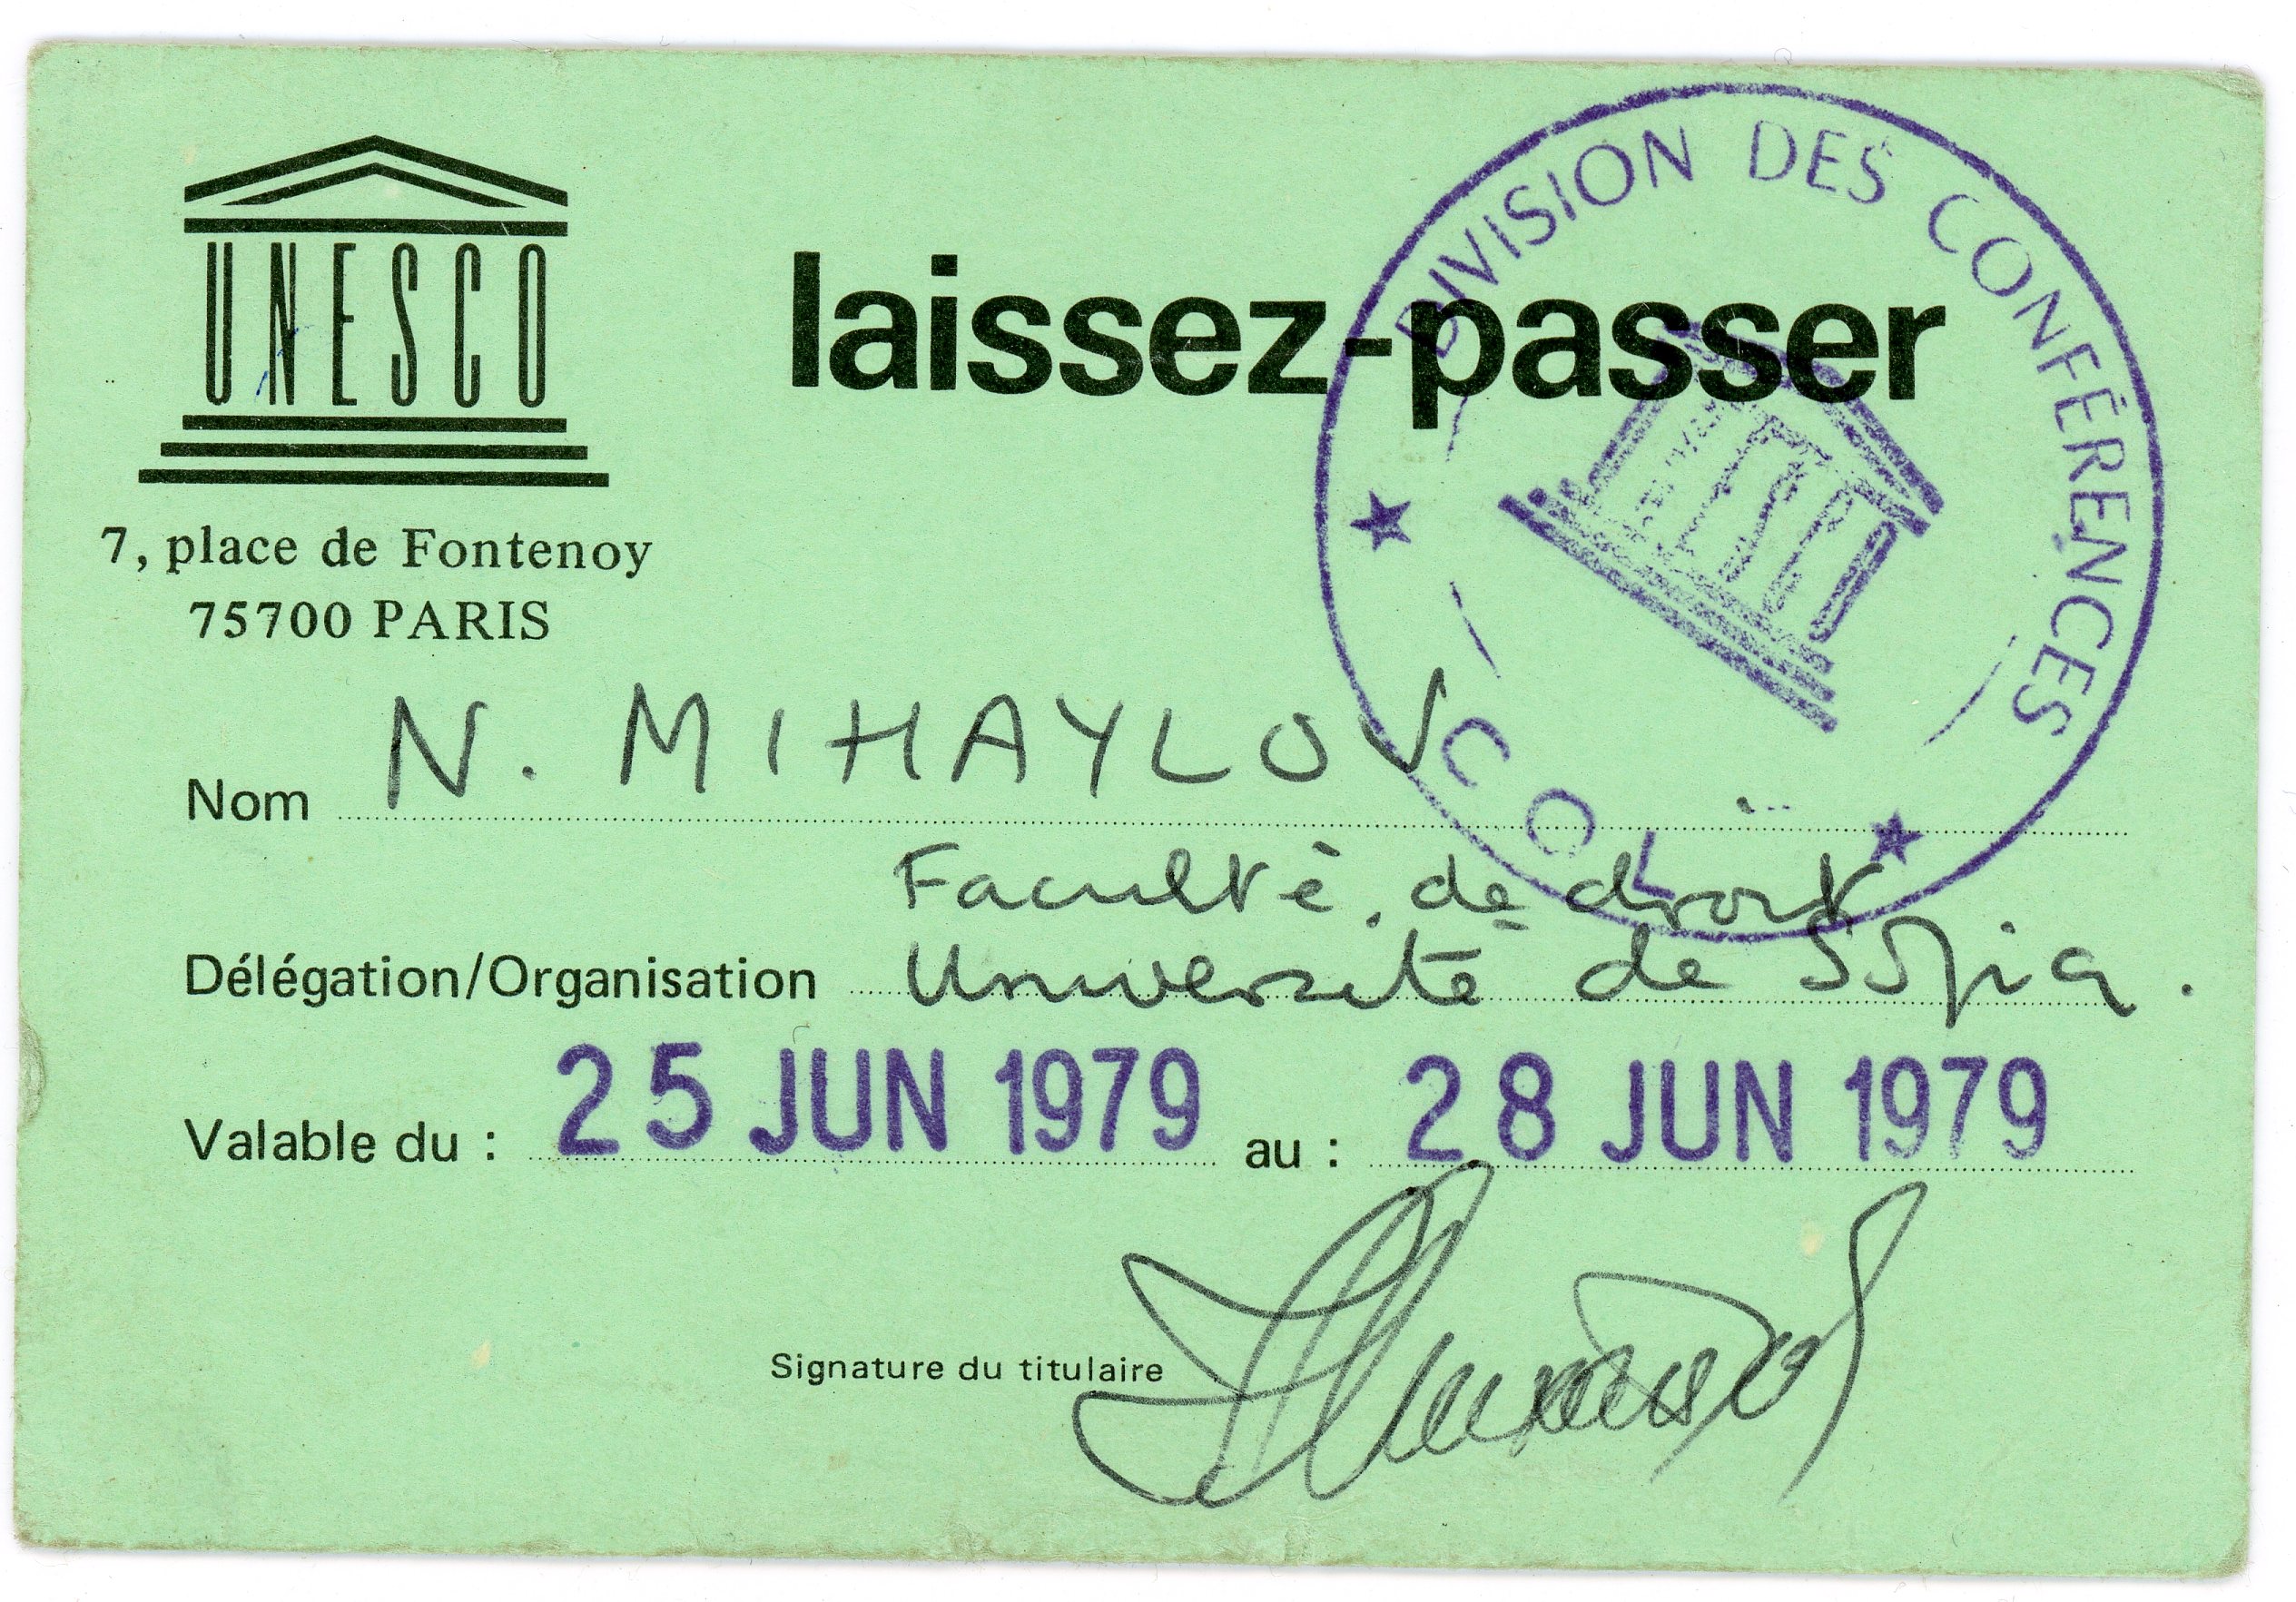 UNESCO
laissez-passer
7, place de Fontenoy
75700 PARIS
DIVISION DES CONFÉRENCES
COL
Nom N. MIHAYLOV
Faculté de droit
Délégation/Organisation Université de Sofia.
Valable du : 25 JUN 1979 au : 28 JUN 1979
Signature du titulaire